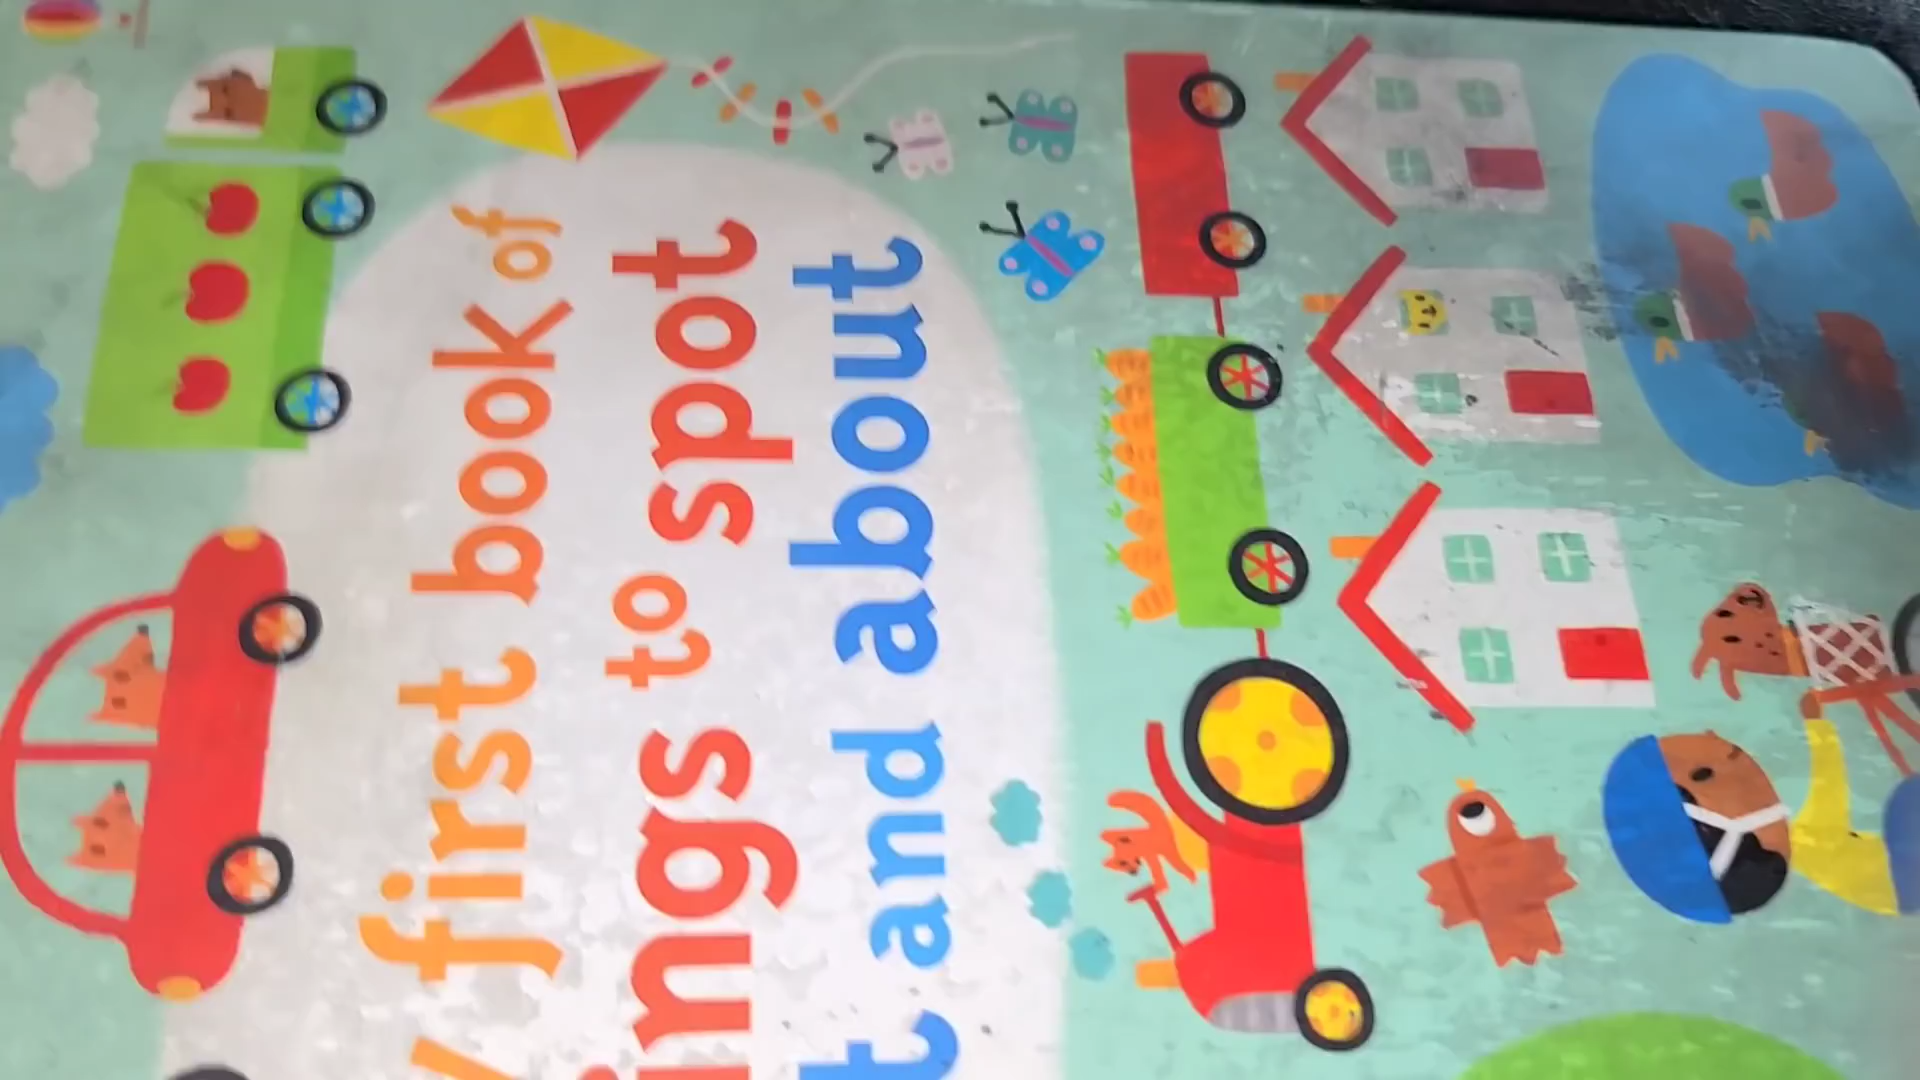 first book of
ings to spot
t and about